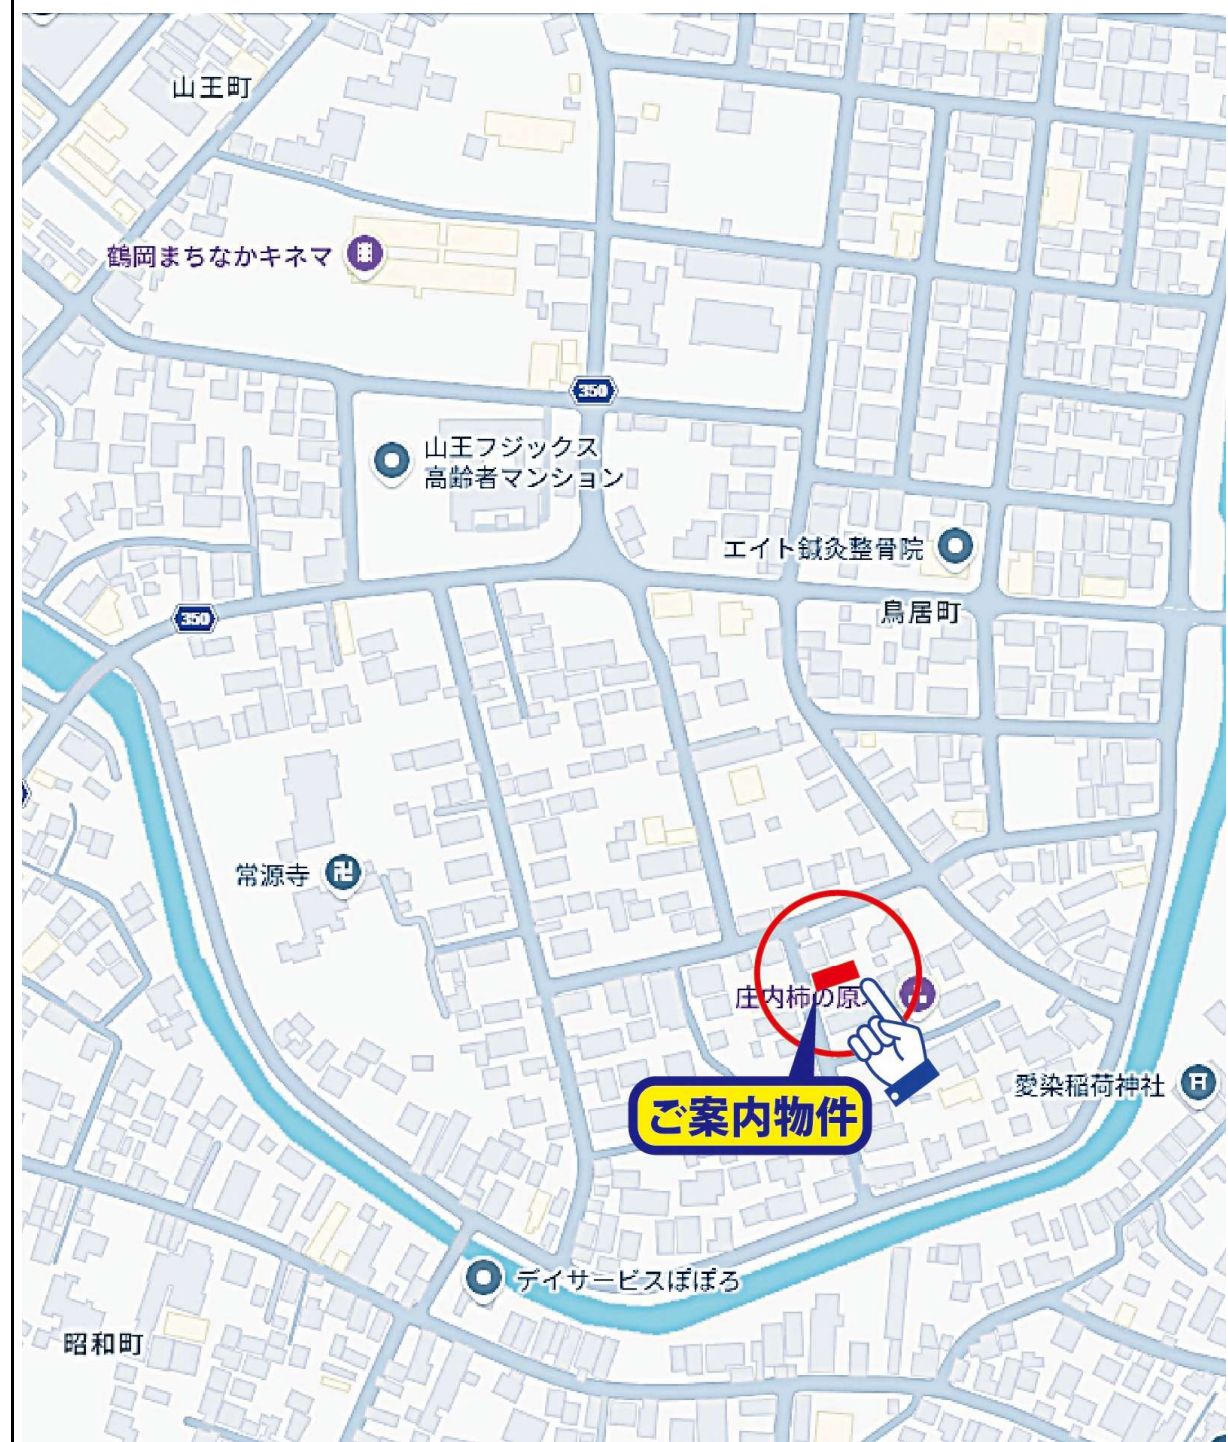 山王町
鶴岡まちなかキネマ
350
山王フジックス
高齢者マンション
エイト鍼灸整骨院
鳥居町
350
常源寺
庄内柿の原
愛染稲荷神社
ご案内物件
デイサービスぽぽろ
昭和町